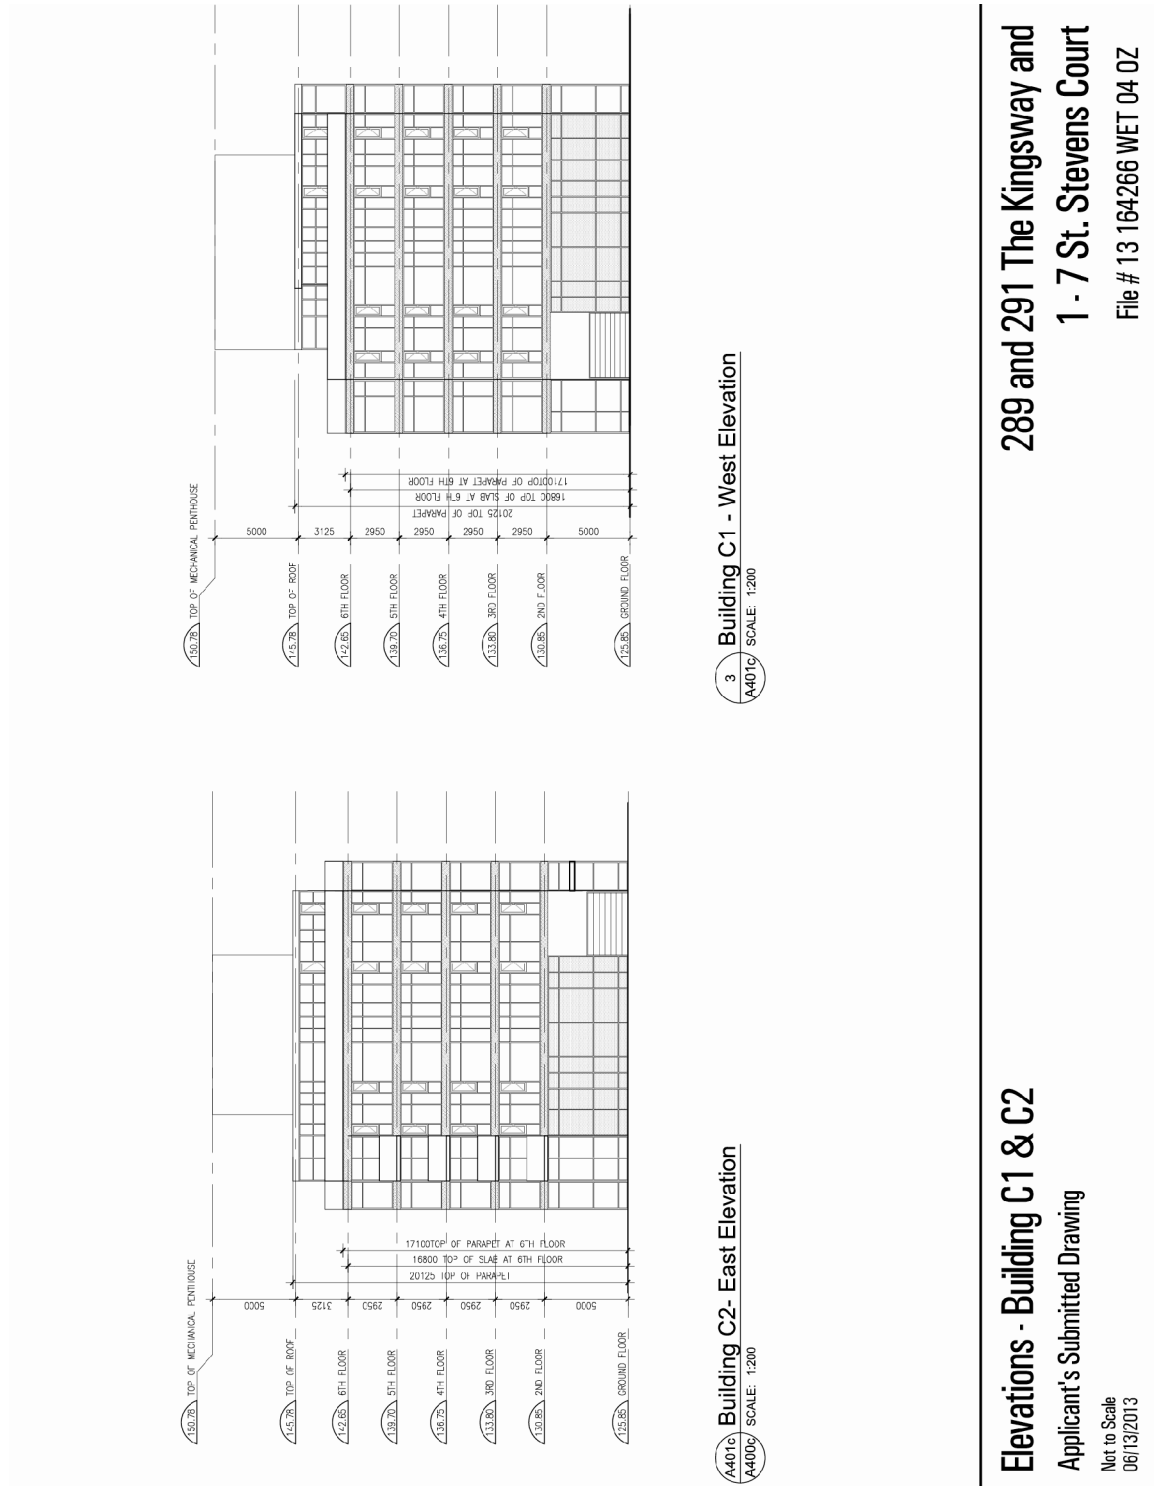 150.78 TOP OF MECHANICAL PENTHOUSE
145.78 TOP OF ROOF
142.65 6TH FLOOR
139.70 5TH FLOOR
136.75 4TH FLOOR
133.80 3RD FLOOR
130.85 2ND FLOOR
125.85 GROUND FLOOR
5000
3125
2950
2950
2950
2950
5000
17100TOP OF PARAPET AT 6TH FLOOR
16800 TOP OF SLAB AT 6TH FLOOR
20125 TOP OF PARAPET
A401c
A400c
Building C2- East Elevation
SCALE: 1:200
150.78 TOP OF MECHANICAL PENTHOUSE
145.78 TOP OF ROOF
142.65 6TH FLOOR
139.70 5TH FLOOR
136.75 4TH FLOOR
133.80 3RD FLOOR
130.85 2ND FLOOR
125.85 GROUND FLOOR
5000
3125
2950
2950
2950
2950
5000
17100TOP OF PARAPET AT 6TH FLOOR
16800 TOP OF SLAB AT 6TH FLOOR
20125 TOP OF PARAPET
3
A401c
Building C1 - West Elevation
SCALE: 1:200
Elevations - Building C1 & C2
Applicant's Submitted Drawing
Not to Scale
06/13/2013
289 and 291 The Kingsway and
1 - 7 St. Stevens Court
File # 13 164266 WET 04 OZ